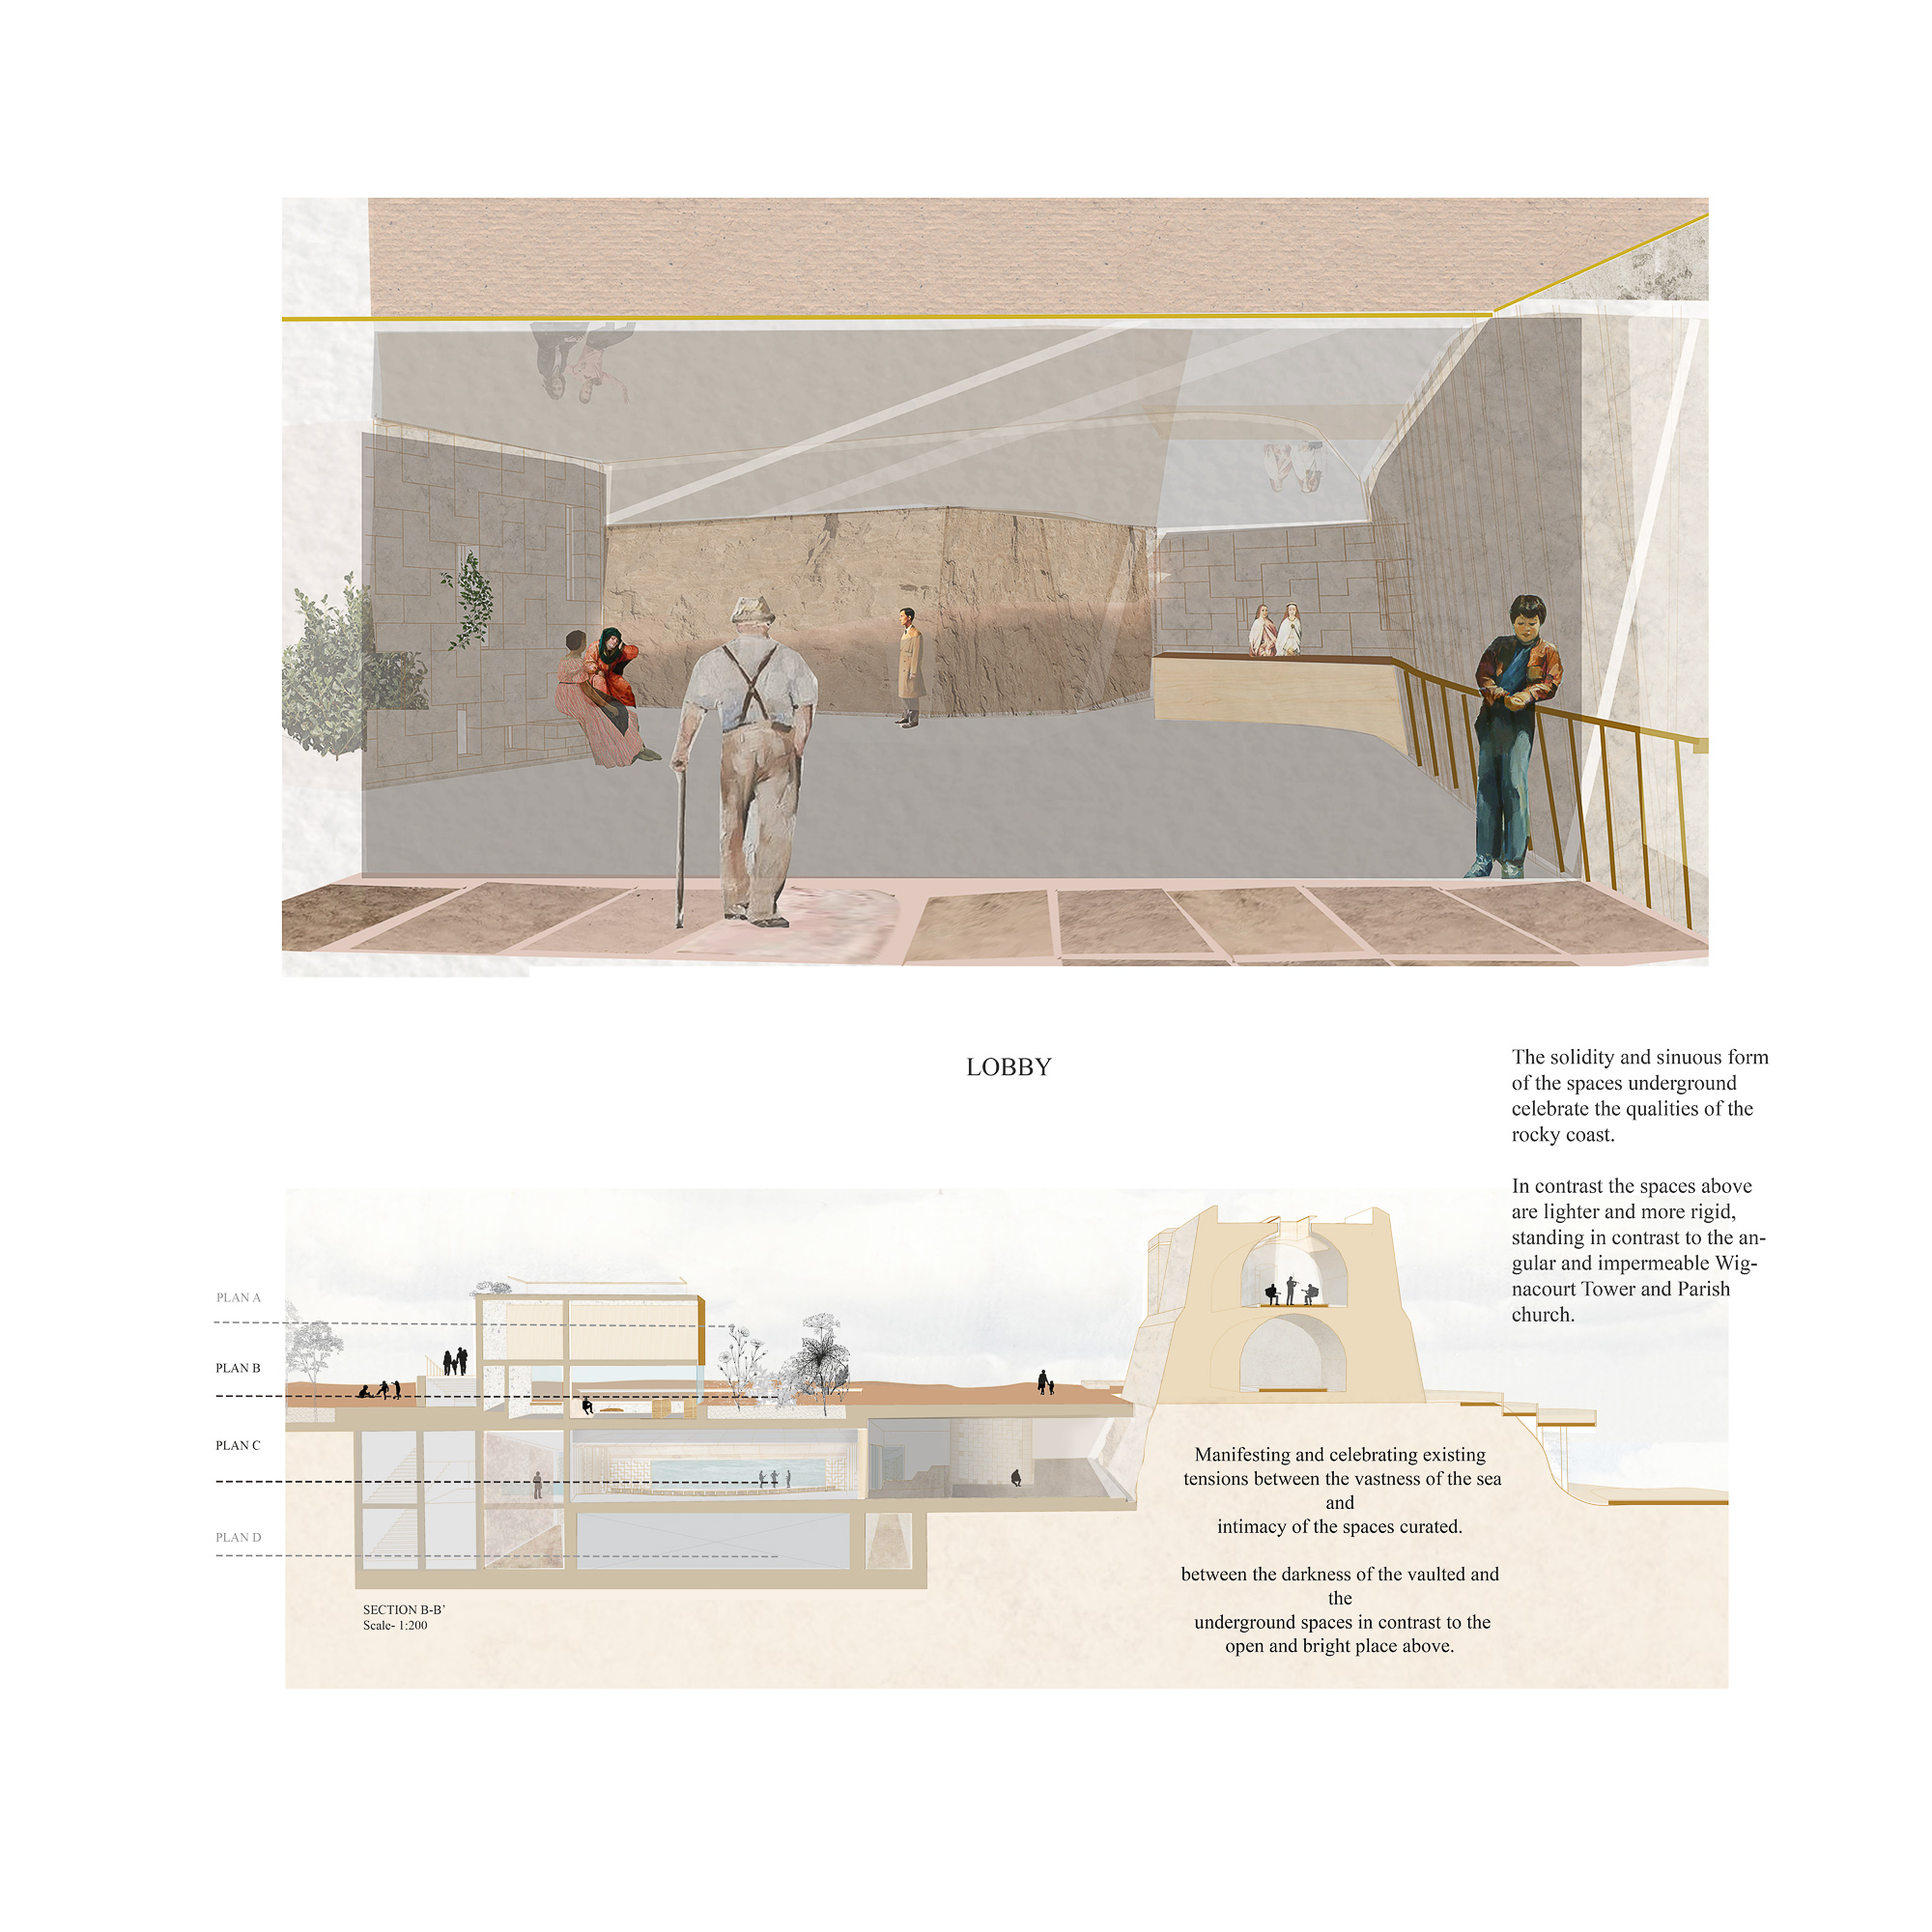 LOBBY
The solidity and sinuous form
of the spaces underground
celebrate the qualities of the
rocky coast.
In contrast the spaces above
are lighter and more rigid,
standing in contrast to the an-
gular and impermeable Wig-
nacourt Tower and Parish
church.
PLAN A
PLAN B
PLAN C
PLAN D
Manifesting and celebrating existing
tensions between the vastness of the sea
and
intimacy of the spaces curated.
between the darkness of the vaulted and
the
underground spaces in contrast to the
open and bright place above.
SECTION B-B'
Scale- 1:200